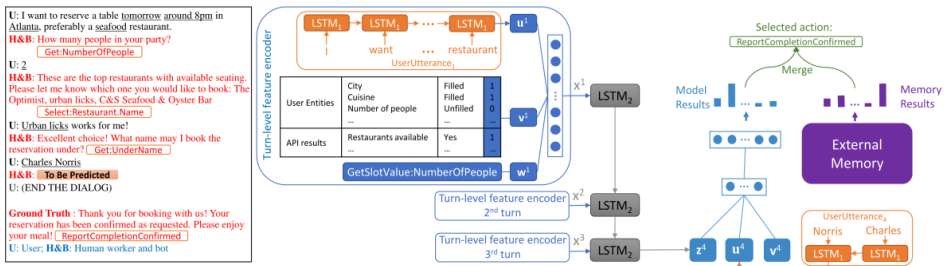 U: I want to reserve a table tomorrow around 8pm in
Atlanta, preferably a seafood restaurant.
H&B: How many people in your party?
Get:NumberOfPeople
U: 2
H&B: These are the top restaurants with available seating.
Please let me know which one you would like to book: The
Optimist, urban licks, C&S Seafood & Oyster Bar
Select:Restaurant.Name
U: Urban licks works for me!
H&B: Excellent choice! What name may I book the
reservation under? Get:UnderName
U: Charles Norris
H&B: To Be Predicted
U: (END THE DIALOG)
Ground Truth : Thank you for booking with us! Your
reservation has been confirmed as requested. Please enjoy
your meal! ReportCompletionConfirmed
U: User; H&B: Human worker and bot
Turn-level feature encoder
LSTM1 LSTM1 ... LSTM1
I want ... restaurant
UserUtterance1
u1
User Entities
City Filled 1
Cuisine Filled 1
Number of people Unfilled 0
... ...
API results
Restaurants available Yes 1
... ... ...
v1
GetSlotValue:NumberOfPeople w1
X1
LSTM2
Turn-level feature encoder
2nd turn
X2
LSTM2
Turn-level feature encoder
3rd turn
X3
LSTM2
z4 u4 v4
Selected action:
ReportCompletionConfirmed
Merge
Model
Results
Memory
Results
External
Memory
UserUtterance4
Norris Charles
LSTM1 LSTM1